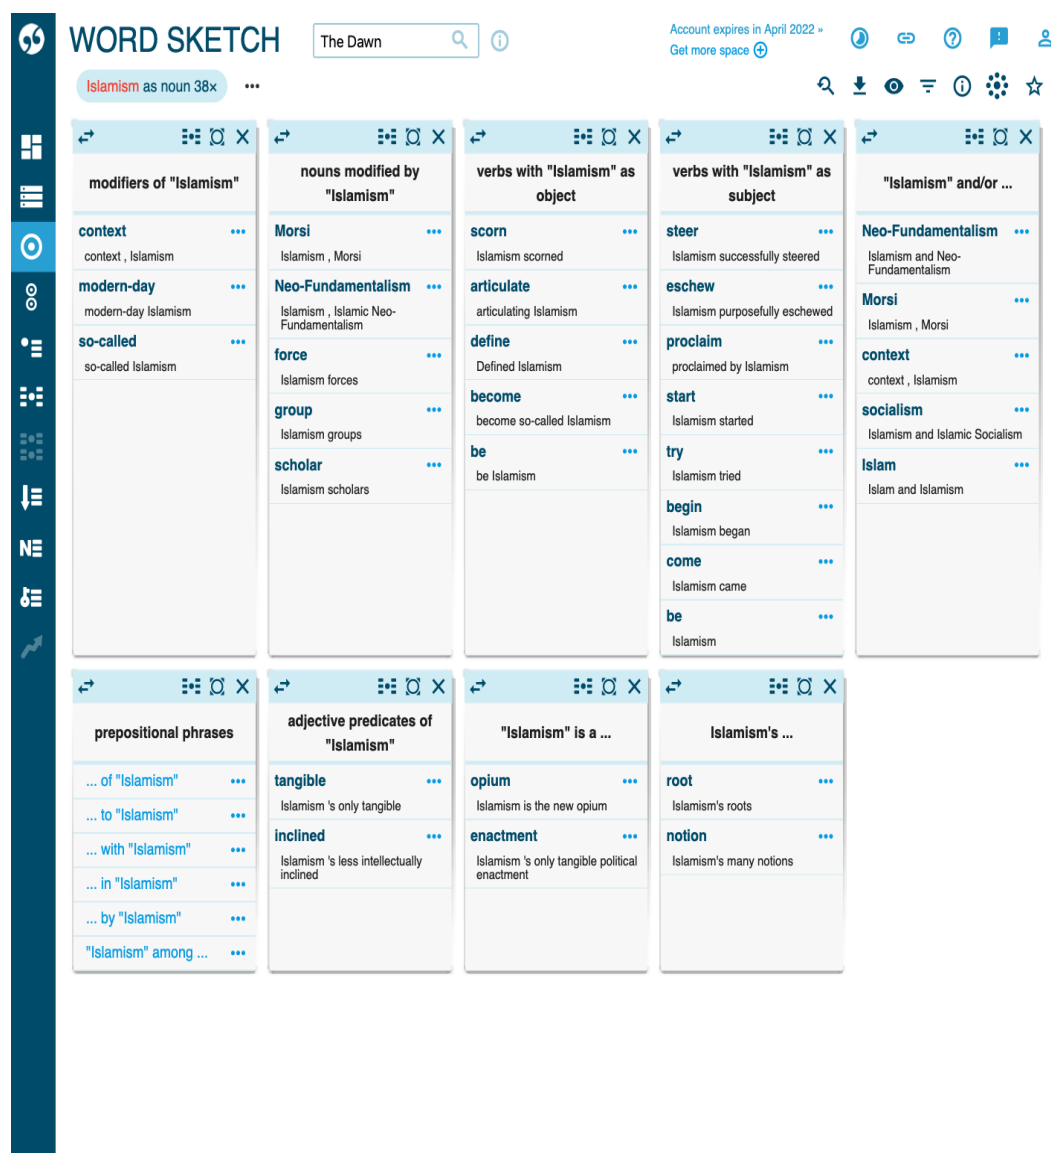 WORD SKETCH
The Dawn
Account expires in April 2022 »
Get more space
Islamism as noun 38×
modifiers of "Islamism"
context
context , Islamism
modern-day
modern-day Islamism
so-called
so-called Islamism
nouns modified by
"Islamism"
Morsi
Islamism , Morsi
Neo-Fundamentalism
Islamism , Islamic Neo-
Fundamentalism
force
Islamism forces
group
Islamism groups
scholar
Islamism scholars
verbs with "Islamism" as
object
scorn
Islamism scorned
articulate
articulating Islamism
define
Defined Islamism
become
become so-called Islamism
be
be Islamism
verbs with "Islamism" as
subject
steer
Islamism successfully steered
eschew
Islamism purposefully eschewed
proclaim
proclaimed by Islamism
start
Islamism started
try
Islamism tried
begin
Islamism began
come
Islamism came
be
Islamism
"Islamism" and/or ...
Neo-Fundamentalism
Islamism and Neo-
Fundamentalism
Morsi
Islamism , Morsi
context
context , Islamism
socialism
Islamism and Islamic Socialism
Islam
Islam and Islamism
prepositional phrases
... of "Islamism"
... to "Islamism"
... with "Islamism"
... in "Islamism"
... by "Islamism"
"Islamism" among ...
adjective predicates of
"Islamism"
tangible
Islamism 's only tangible
inclined
Islamism 's less intellectually
inclined
"Islamism" is a ...
opium
Islamism is the new opium
enactment
Islamism 's only tangible political
enactment
Islamism's ...
root
Islamism's roots
notion
Islamism's many notions